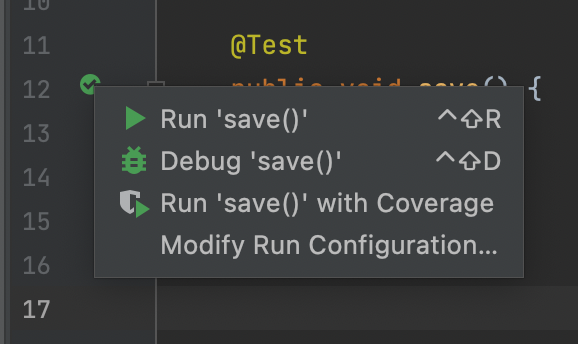 10
11 @Test
12 public void save() {
Run 'save()' ^⇧R
13
Debug 'save()' ^⇧D
14
Run 'save()' with Coverage
15
Modify Run Configuration...
16
17